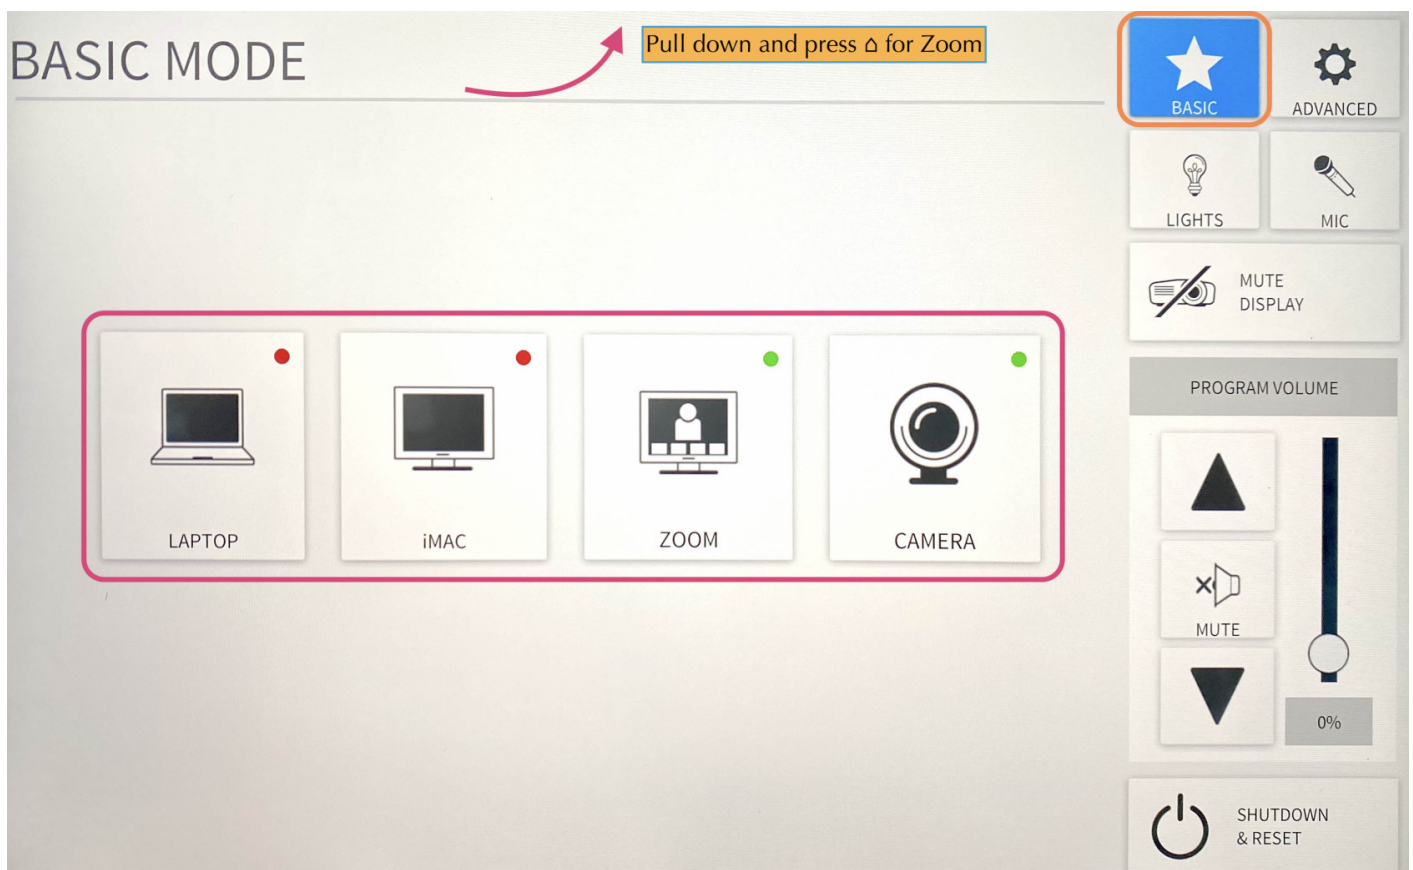 BASIC MODE
Pull down and press ⌂ for Zoom
BASIC
ADVANCED
LIGHTS
MIC
MUTE
DISPLAY
LAPTOP
iMAC
ZOOM
CAMERA
PROGRAM VOLUME
MUTE
0%
SHUTDOWN
& RESET